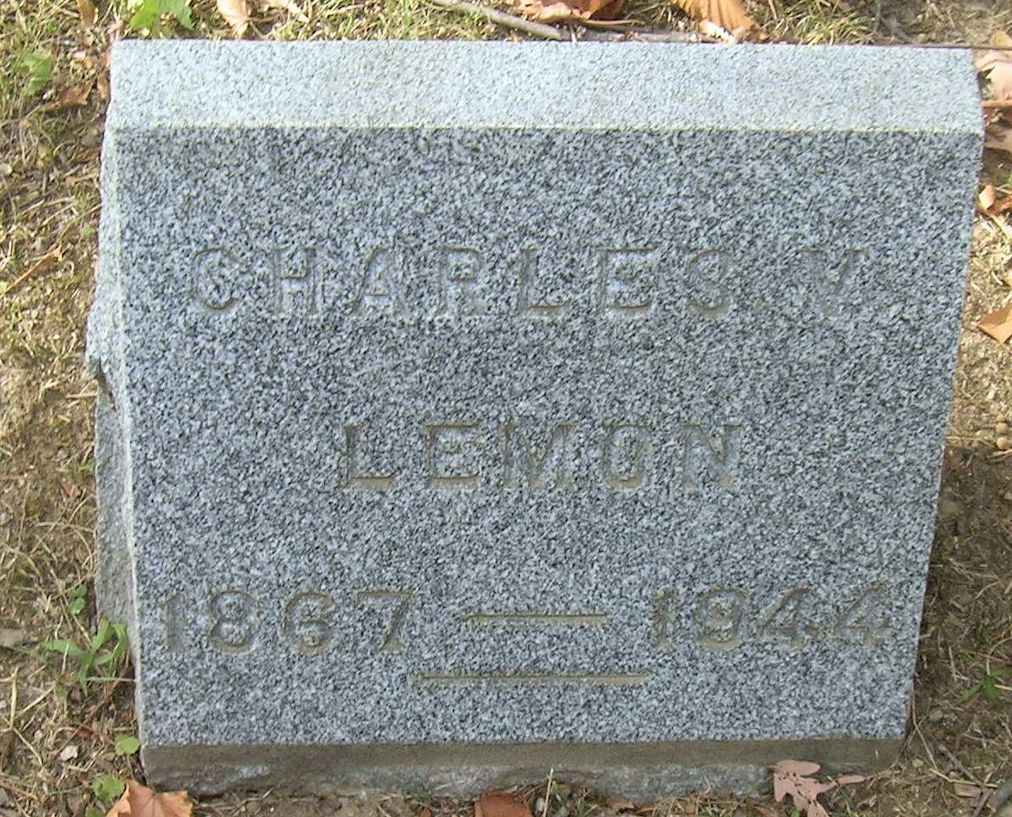 CHARLES. V.
LEMON
1867 — 1944